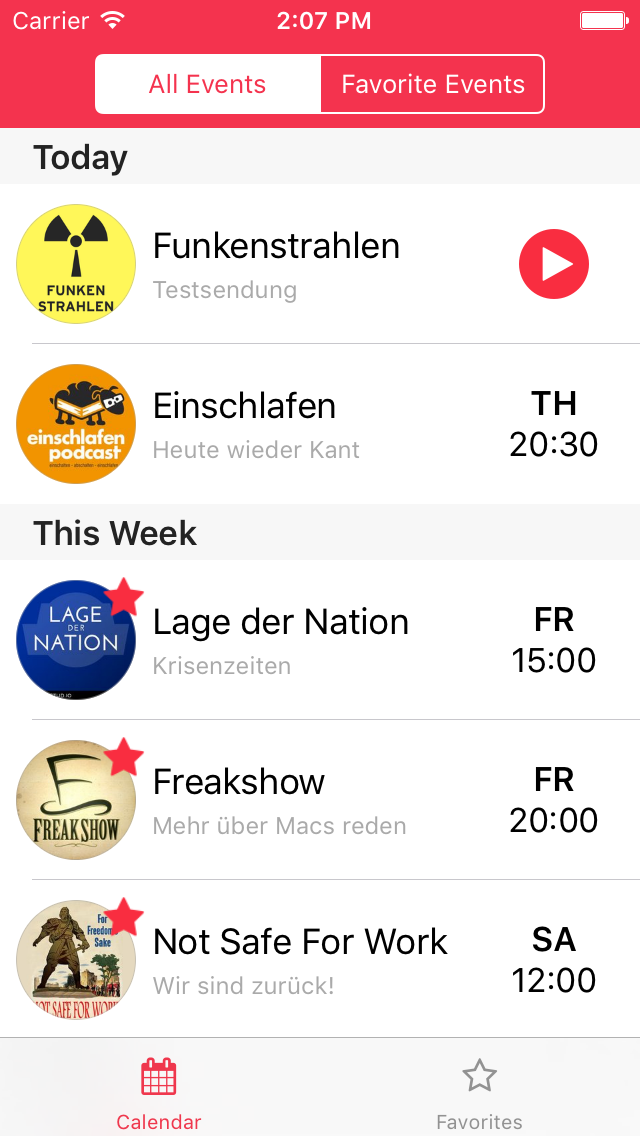 Carrier 2:07 PM
All Events Favorite Events
Today
FUNKEN
STRAHLEN
Funkenstrahlen
Testsendung
einschlafen
podcast
Einschlafen
Heute wieder Kant
TH
20:30
This Week
LAGE
DER
NATION
Lage der Nation
Krisenzeiten
FR
15:00
FREAKSHOW
Freakshow
Mehr über Macs reden
FR
20:00
For
Freedom
Sake
NOT SAFE FOR WORK
Not Safe For Work
Wir sind zurück!
SA
12:00
Calendar Favorites